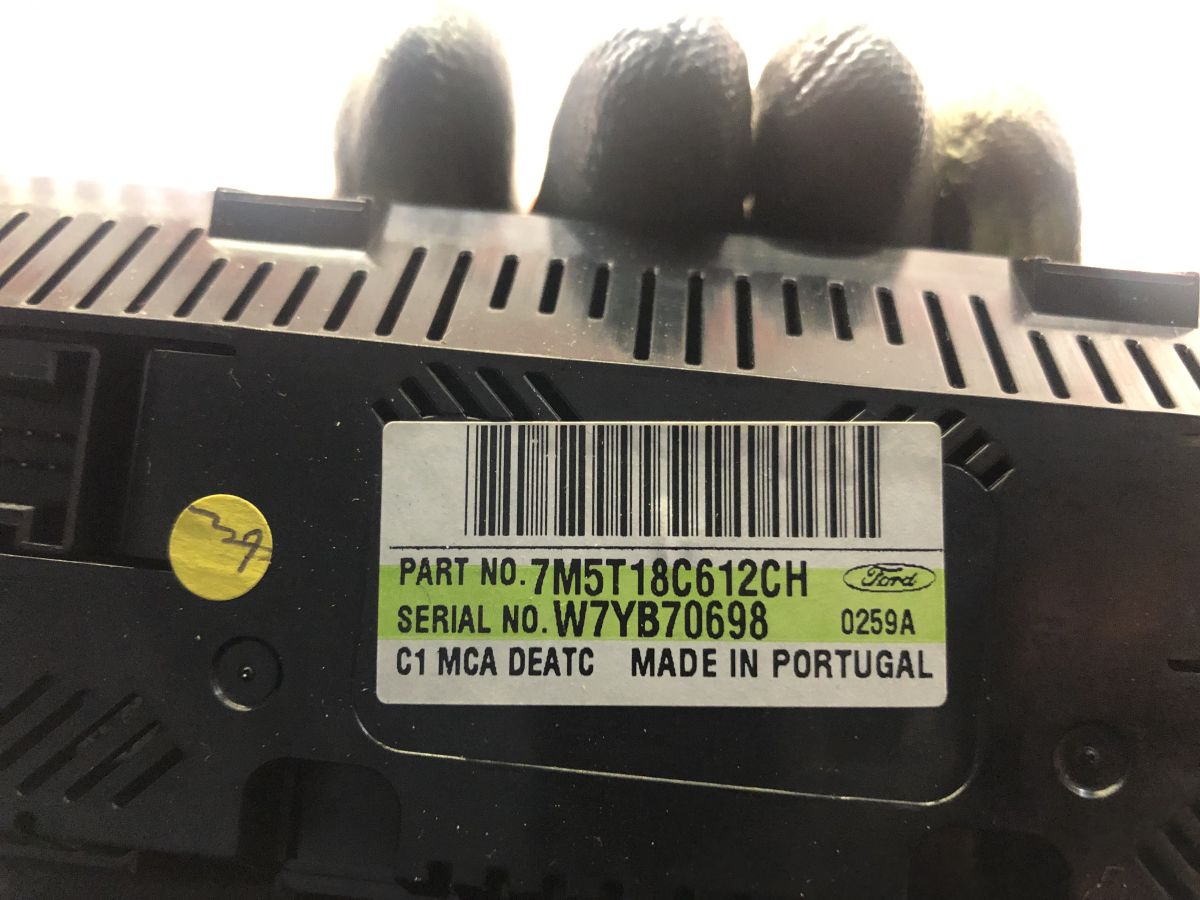 PART NO. 7M5T18C612CH Ford
SERIAL NO. W7YB70698 0259A
C1 MCA DEATC MADE IN PORTUGAL